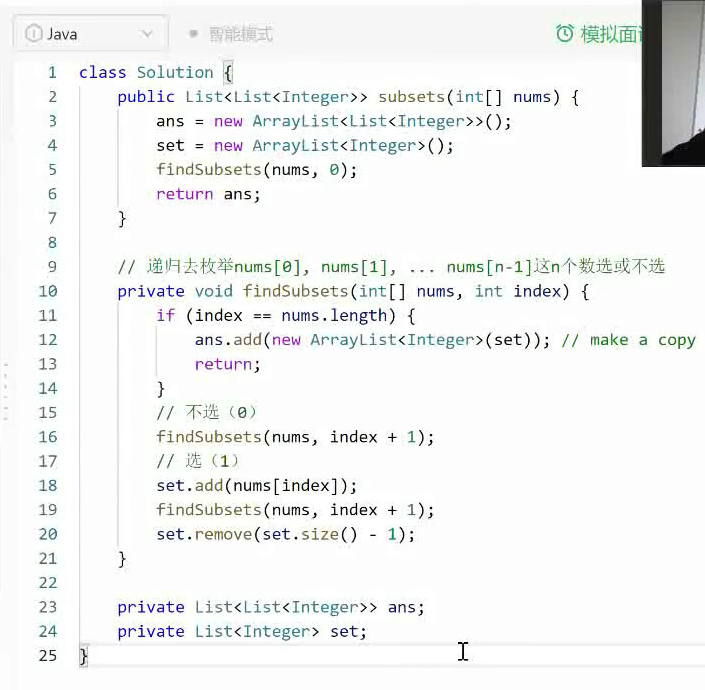 Java
智能模式
模拟面
1 class Solution {
2 public List<List<Integer>> subsets(int[] nums) {
3 ans = new ArrayList<List<Integer>>();
4 set = new ArrayList<Integer>();
5 findSubsets(nums, 0);
6 return ans;
7 }
8
9 // 递归去枚举nums[0], nums[1], ... nums[n-1]这n个数选或不选
10 private void findSubsets(int[] nums, int index) {
11 if (index == nums.length) {
12 ans.add(new ArrayList<Integer>(set)); // make a copy
13 return;
14 }
15 // 不选（0）
16 findSubsets(nums, index + 1);
17 // 选（1）
18 set.add(nums[index]);
19 findSubsets(nums, index + 1);
20 set.remove(set.size() - 1);
21 }
22
23 private List<List<Integer>> ans;
24 private List<Integer> set;
25 }